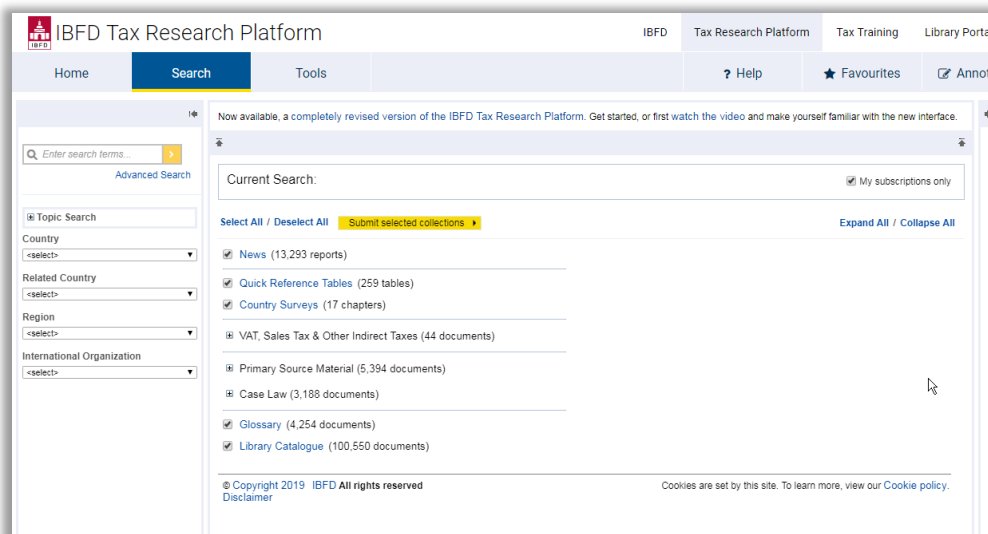 IBFD
IBFD Tax Research Platform
IBFD Tax Research Platform Tax Training Library Porta
Home Search Tools ? Help Favourites Annot
Now available, a completely revised version of the IBFD Tax Research Platform. Get started, or first watch the video and make yourself familiar with the new interface.
Enter search terms...
Advanced Search
Topic Search
Country
<select>
Related Country
<select>
Region
<select>
International Organization
<select>
Current Search:
My subscriptions only
Select All / Deselect All Submit selected collections
Expand All / Collapse All
News (13,293 reports)
Quick Reference Tables (259 tables)
Country Surveys (17 chapters)
VAT, Sales Tax & Other Indirect Taxes (44 documents)
Primary Source Material (5,394 documents)
Case Law (3,188 documents)
Glossary (4,254 documents)
Library Catalogue (100,550 documents)
© Copyright 2019 IBFD All rights reserved
Disclaimer
Cookies are set by this site. To learn more, view our Cookie policy.